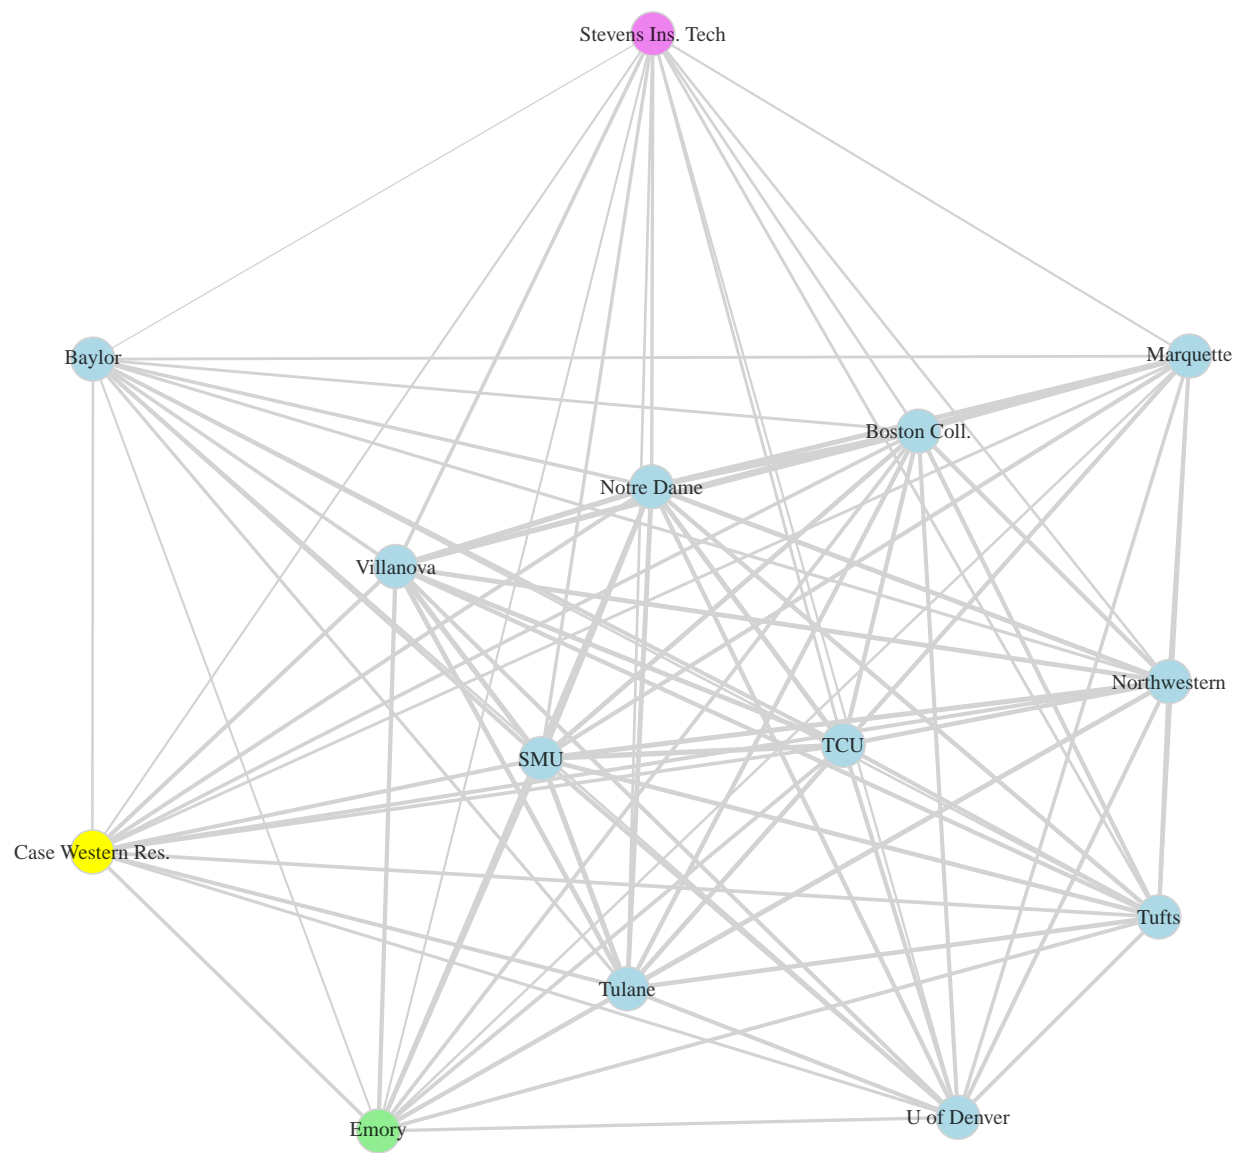 Stevens Ins. Tech
Baylor
Marquette
Boston Coll.
Notre Dame
Villanova
Northwestern
SMU
TCU
Case Western Res.
Tufts
Tulane
U of Denver
Emory